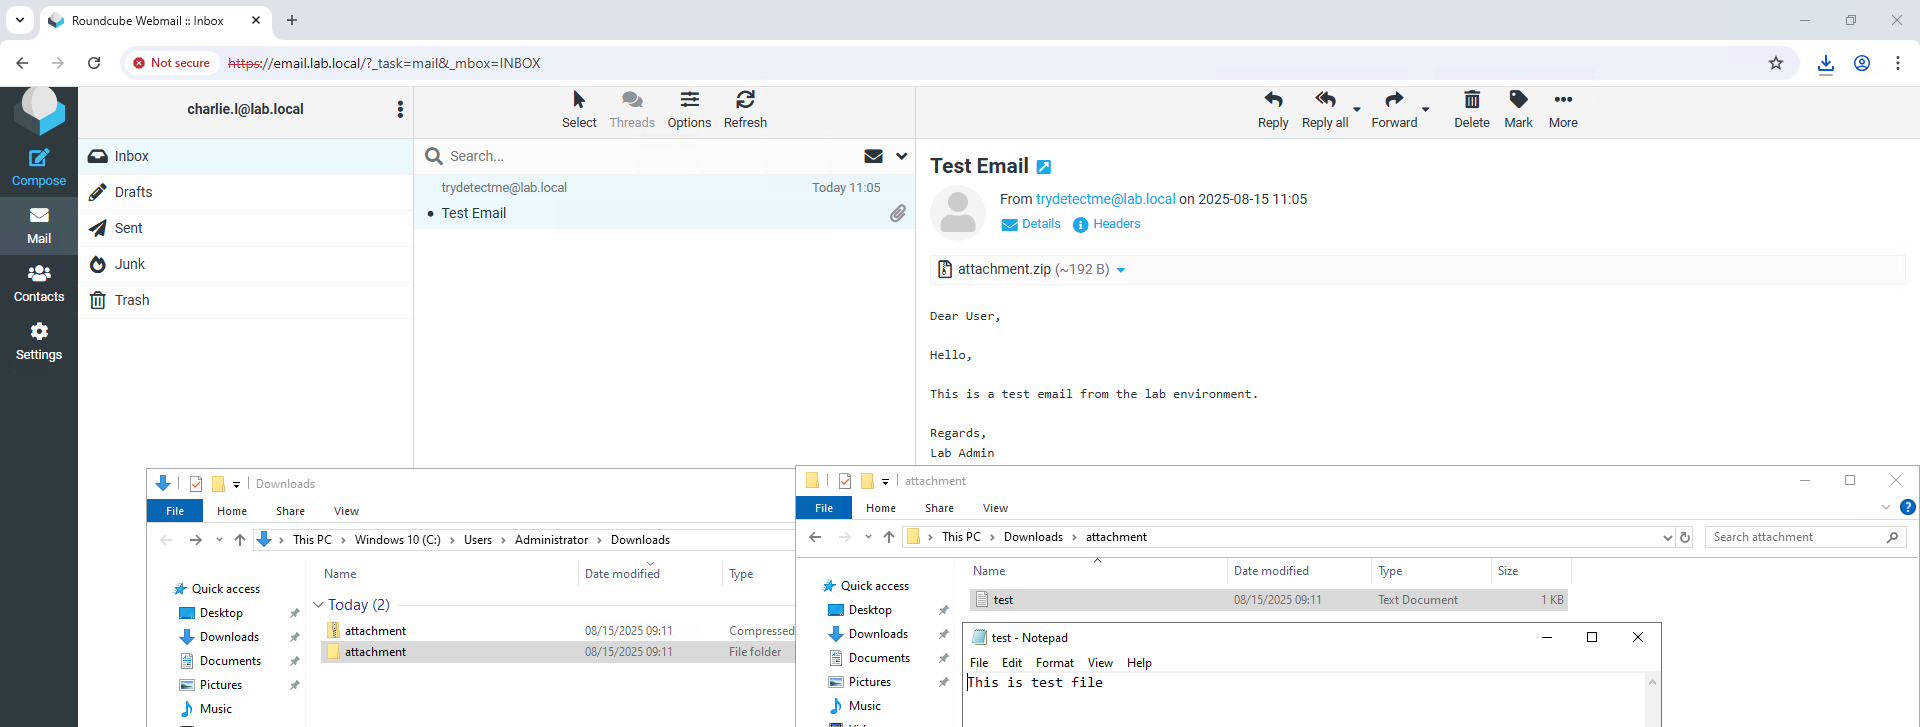 Roundcube Webmail :: Inbox
Not secure
https://email.lab.local/?_task=mail&_mbox=INBOX
Compose
Mail
Contacts
Settings
charlie.l@lab.local
Inbox
Drafts
Sent
Junk
Trash
Select
Threads
Options
Refresh
Search...
trydetectme@lab.local Today 11:05
Test Email
Reply
Reply all
Forward
Delete
Mark
More
Test Email
From trydetectme@lab.local on 2025-08-15 11:05
Details Headers
attachment.zip (~192 B)
Dear User,
Hello,
This is a test email from the lab environment.
Regards,
Lab Admin
Downloads
File Home Share View
This PC Windows 10 (C:) Users Administrator Downloads
Quick access
Desktop
Downloads
Documents
Pictures
Music
Name Date modified Type
Today (2)
attachment 08/15/2025 09:11 Compressed
attachment 08/15/2025 09:11 File folder
attachment
File Home Share View
This PC Downloads attachment
Search attachment
Quick access
Desktop
Downloads
Documents
Pictures
Music
Name Date modified Type Size
test 08/15/2025 09:11 Text Document 1 KB
test - Notepad
File Edit Format View Help
This is test file